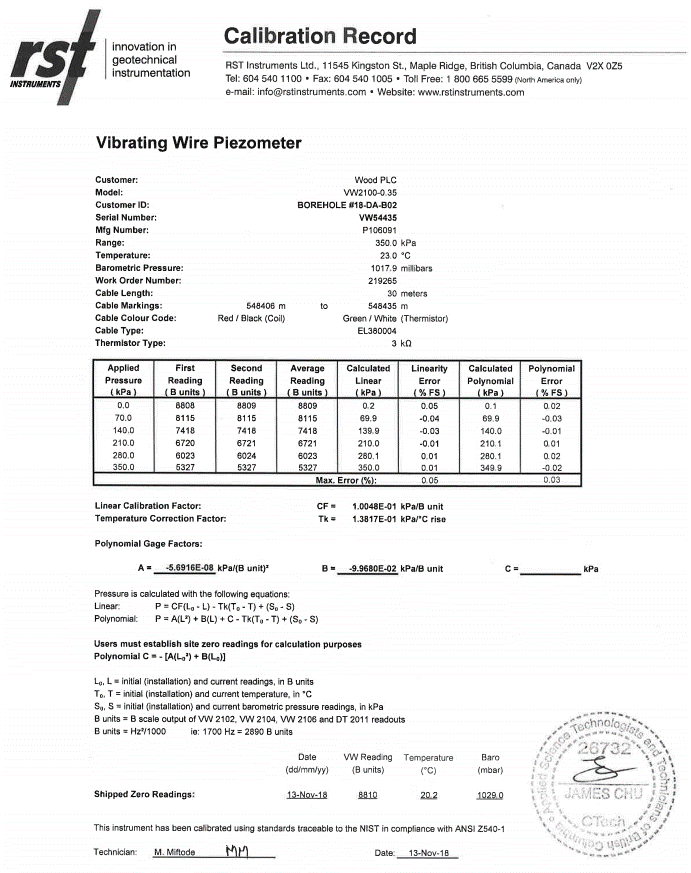 rst
INSTRUMENTS
innovation in
geotechnical
instrumentation
Calibration Record
RST Instruments Ltd., 11545 Kingston St., Maple Ridge, British Columbia, Canada V2X 0Z5
Tel: 604 540 1100 • Fax: 604 540 1005 • Toll Free: 1 800 665 5599 (North America only)
e-mail: info@rstinstruments.com • Website: www.rstinstruments.com
Vibrating Wire Piezometer
Customer: Wood PLC
Model: VW2100-0.35
Customer ID: BOREHOLE #18-DA-B02
Serial Number: VW54435
Mfg Number: P106091
Range: 350.0 kPa
Temperature: 23.0 °C
Barometric Pressure: 1017.9 millibars
Work Order Number: 219265
Cable Length: 30 meters
Cable Markings: 548406 m to 548435 m
Cable Colour Code: Red / Black (Coil) Green / White (Thermistor)
Cable Type: EL380004
Thermistor Type: 3 kΩ
Applied First Second Average Calculated Linearity Calculated Polynomial
Pressure Reading Reading Reading Linear Error Polynomial Error
( kPa ) ( B units ) ( B units ) ( B units ) ( kPa ) ( % FS ) ( kPa ) ( % FS )
0.0 8808 8809 8809 0.2 0.05 0.1 0.02
70.0 8115 8115 8115 69.9 -0.04 69.9 -0.03
140.0 7418 7418 7418 139.9 -0.03 140.0 -0.01
210.0 6720 6721 6721 210.0 -0.01 210.1 0.01
280.0 6023 6024 6023 280.1 0.01 280.1 0.02
350.0 5327 5327 5327 350.0 0.01 349.9 -0.02
Max. Error (%): 0.05 0.03
Linear Calibration Factor: CF = 1.0048E-01 kPa/B unit
Temperature Correction Factor: Tk = 1.3817E-01 kPa/°C rise
Polynomial Gage Factors:
A = -5.6916E-08 kPa/(B unit)² B = -9.9680E-02 kPa/B unit C = kPa
Pressure is calculated with the following equations:
Linear: P = CF(L₀ - L) - Tk(T₀ - T) + (S₀ - S)
Polynomial: P = A(L²) + B(L) + C - Tk(T₀ - T) + (S₀ - S)
Users must establish site zero readings for calculation purposes
Polynomial C = - [A(L₀²) + B(L₀)]
L₀, L = initial (installation) and current readings, in B units
T₀, T = initial (installation) and current temperature, in °C
S₀, S = initial (installation) and current barometric pressure readings, in kPa
B units = B scale output of VW 2102, VW 2104, VW 2106 and DT 2011 readouts
B units = Hz²/1000 ie: 1700 Hz = 2890 B units
Date VW Reading Temperature Baro
(dd/mm/yy) (B units) (°C) (mbar)
Shipped Zero Readings: 13-Nov-18 8810 20.2 1029.0
This instrument has been calibrated using standards traceable to the NIST in compliance with ANSI Z540-1
Technician: M. Miftode MM Date: 13-Nov-18
Applied Science Technologists and Technicians of British Columbia
26732
JAMES CHU
CTech